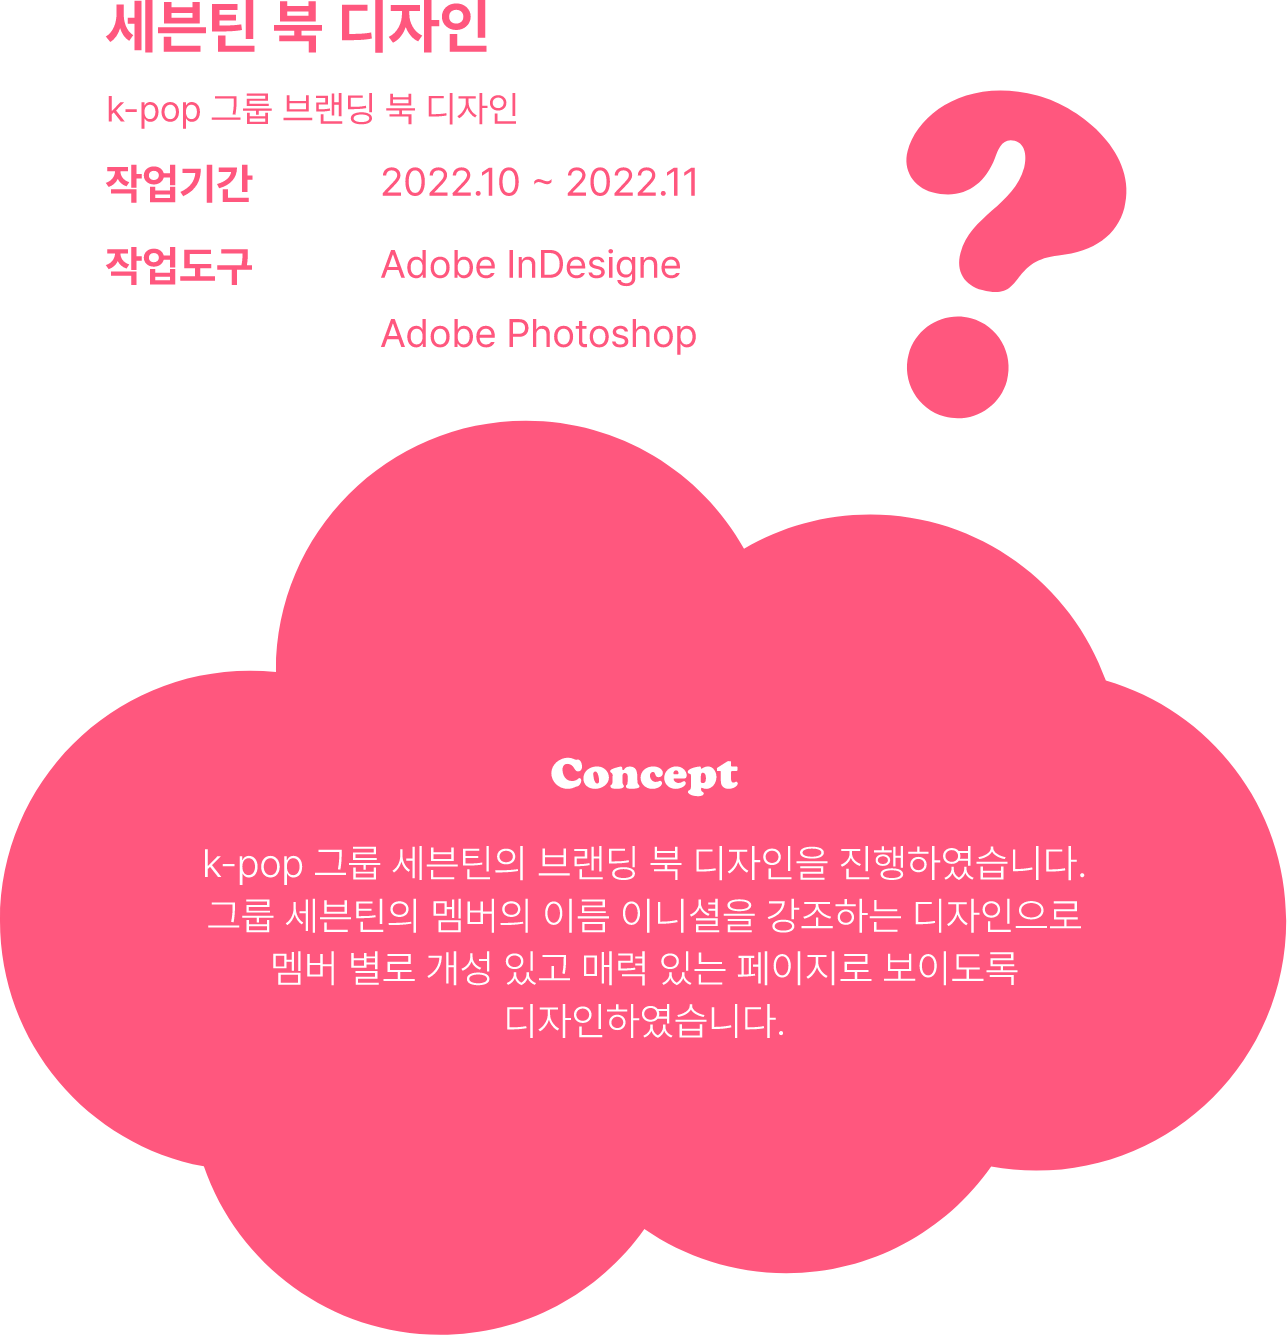 세븐틴 북 디자인
k-pop 그룹 브랜딩 북 디자인
작업기간 2022.10 ~ 2022.11
작업도구 Adobe InDesigne
Adobe Photoshop
?
Concept
k-pop 그룹 세븐틴의 브랜딩 북 디자인을 진행하였습니다.
그룹 세븐틴의 멤버의 이름 이니셜을 강조하는 디자인으로
멤버 별로 개성 있고 매력 있는 페이지로 보이도록
디자인하였습니다.